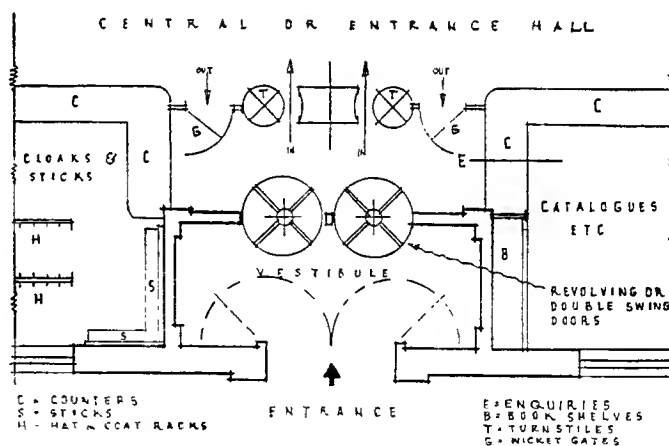 CENTRAL OR ENTRANCE HALL
OUT
OUT
C
T
T
C
G
G
IN
IN
CLOAKS &
STICKS
C
E
C
CATALOGUES
ETC
H
VESTIBULE
B
H
S
REVOLVING OR
DOUBLE SWING
DOORS
S
C = COUNTERS
S - STICKS
H - HAT & COAT RACKS
ENTRANCE
E = ENQUIRIES
B = BOOK SHELVES
T - TURNSTILES
G = WICKET GATES